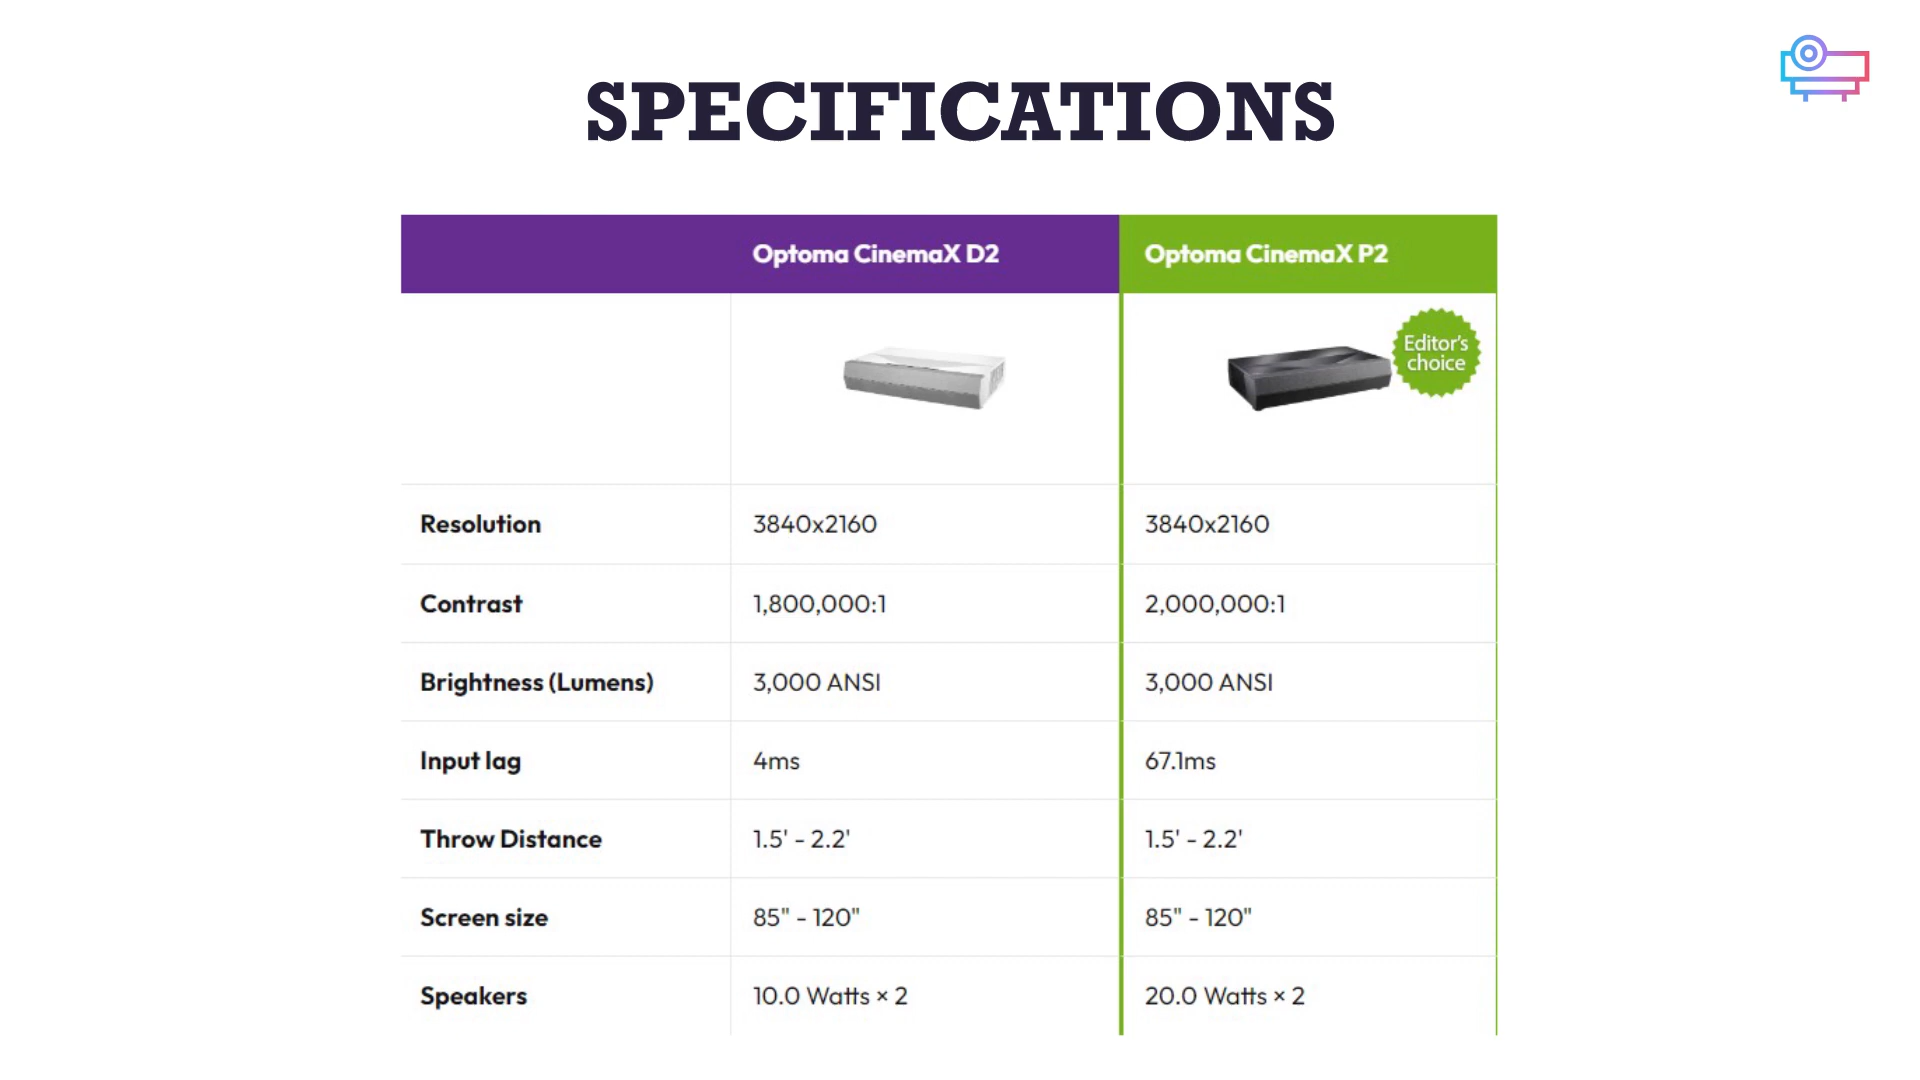 SPECIFICATIONS
Optoma CinemaX D2 Optoma CinemaX P2
Editor's
choice
Resolution 3840x2160 3840x2160
Contrast 1,800,000:1 2,000,000:1
Brightness (Lumens) 3,000 ANSI 3,000 ANSI
Input lag 4ms 67.1ms
Throw Distance 1.5' - 2.2' 1.5' - 2.2'
Screen size 85" - 120" 85" - 120"
Speakers 10.0 Watts × 2 20.0 Watts × 2